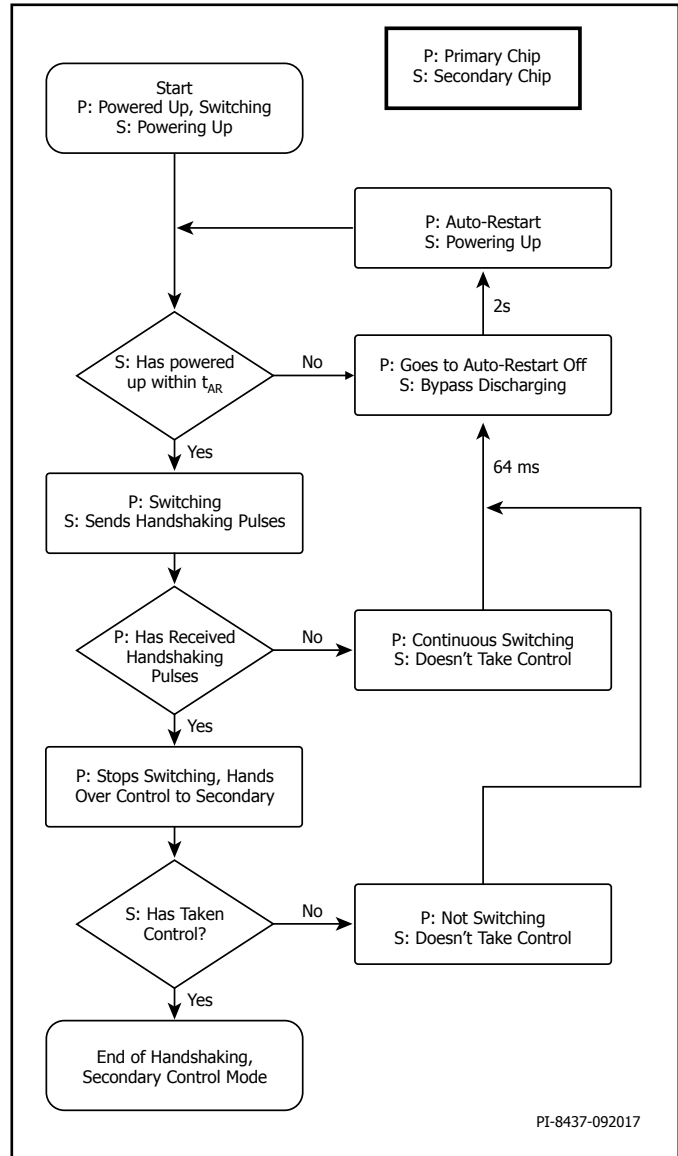 P: Primary Chip
S: Secondary Chip
Start
P: Powered Up, Switching
S: Powering Up
P: Auto-Restart
S: Powering Up
2s
S: Has powered
up within tAR
No
P: Goes to Auto-Restart Off
S: Bypass Discharging
Yes
64 ms
P: Switching
S: Sends Handshaking Pulses
P: Has Received
Handshaking
Pulses
No
P: Continuous Switching
S: Doesn't Take Control
Yes
P: Stops Switching, Hands
Over Control to Secondary
S: Has Taken
Control?
No
P: Not Switching
S: Doesn't Take Control
Yes
End of Handshaking,
Secondary Control Mode
PI-8437-092017